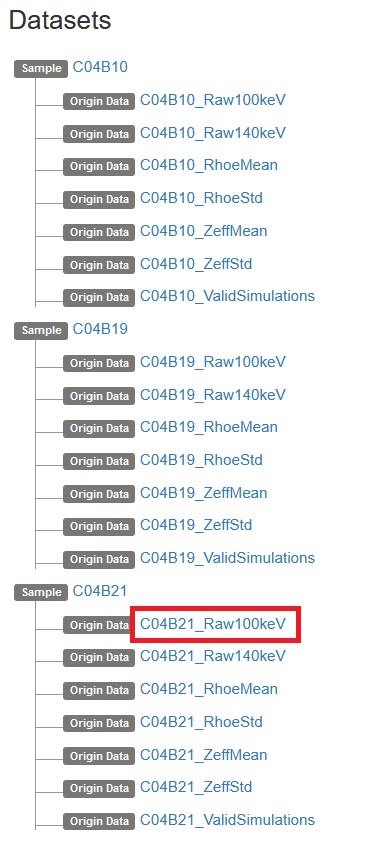 Datasets
Sample C04B10
Origin Data C04B10_Raw100keV
Origin Data C04B10_Raw140keV
Origin Data C04B10_RhoeMean
Origin Data C04B10_RhoeStd
Origin Data C04B10_ZeffMean
Origin Data C04B10_ZeffStd
Origin Data C04B10_ValidSimulations
Sample C04B19
Origin Data C04B19_Raw100keV
Origin Data C04B19_Raw140keV
Origin Data C04B19_RhoeMean
Origin Data C04B19_RhoeStd
Origin Data C04B19_ZeffMean
Origin Data C04B19_ZeffStd
Origin Data C04B19_ValidSimulations
Sample C04B21
Origin Data C04B21_Raw100keV
Origin Data C04B21_Raw140keV
Origin Data C04B21_RhoeMean
Origin Data C04B21_RhoeStd
Origin Data C04B21_ZeffMean
Origin Data C04B21_ZeffStd
Origin Data C04B21_ValidSimulations